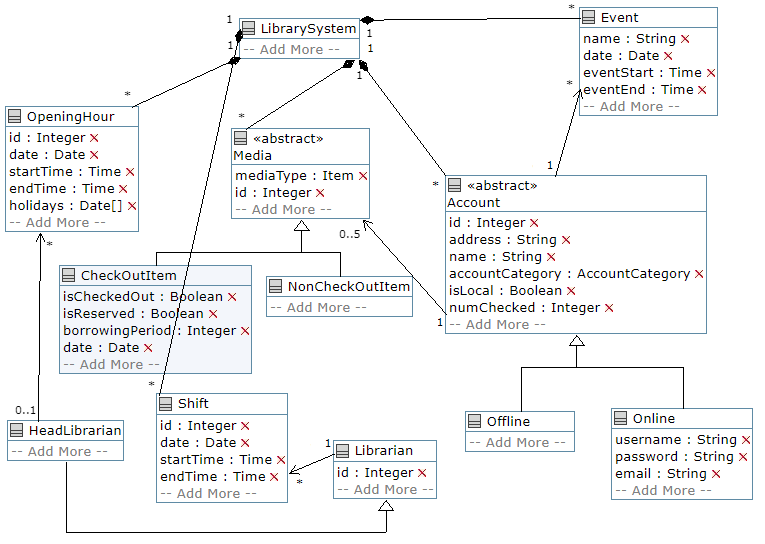 LibrarySystem
-- Add More --
1
1
1
1
1
*
Event
name : String
date : Date
eventStart : Time
eventEnd : Time
-- Add More --
*
*
OpeningHour
id : Integer
date : Date
startTime : Time
endTime : Time
holidays : Date[]
-- Add More --
*
*
«abstract»
Media
mediaType : Item
id : Integer
-- Add More --
0..5
1
*
«abstract»
Account
id : Integer
address : String
name : String
accountCategory : AccountCategory
isLocal : Boolean
numChecked : Integer
-- Add More --
1
CheckOutItem
isCheckedOut : Boolean
isReserved : Boolean
borrowingPeriod : Integer
date : Date
-- Add More --
NonCheckOutItem
-- Add More --
*
0..1
HeadLibrarian
-- Add More --
Shift
id : Integer
date : Date
startTime : Time
endTime : Time
-- Add More --
1
*
Librarian
id : Integer
-- Add More --
Offline
-- Add More --
Online
username : String
password : String
email : String
-- Add More --